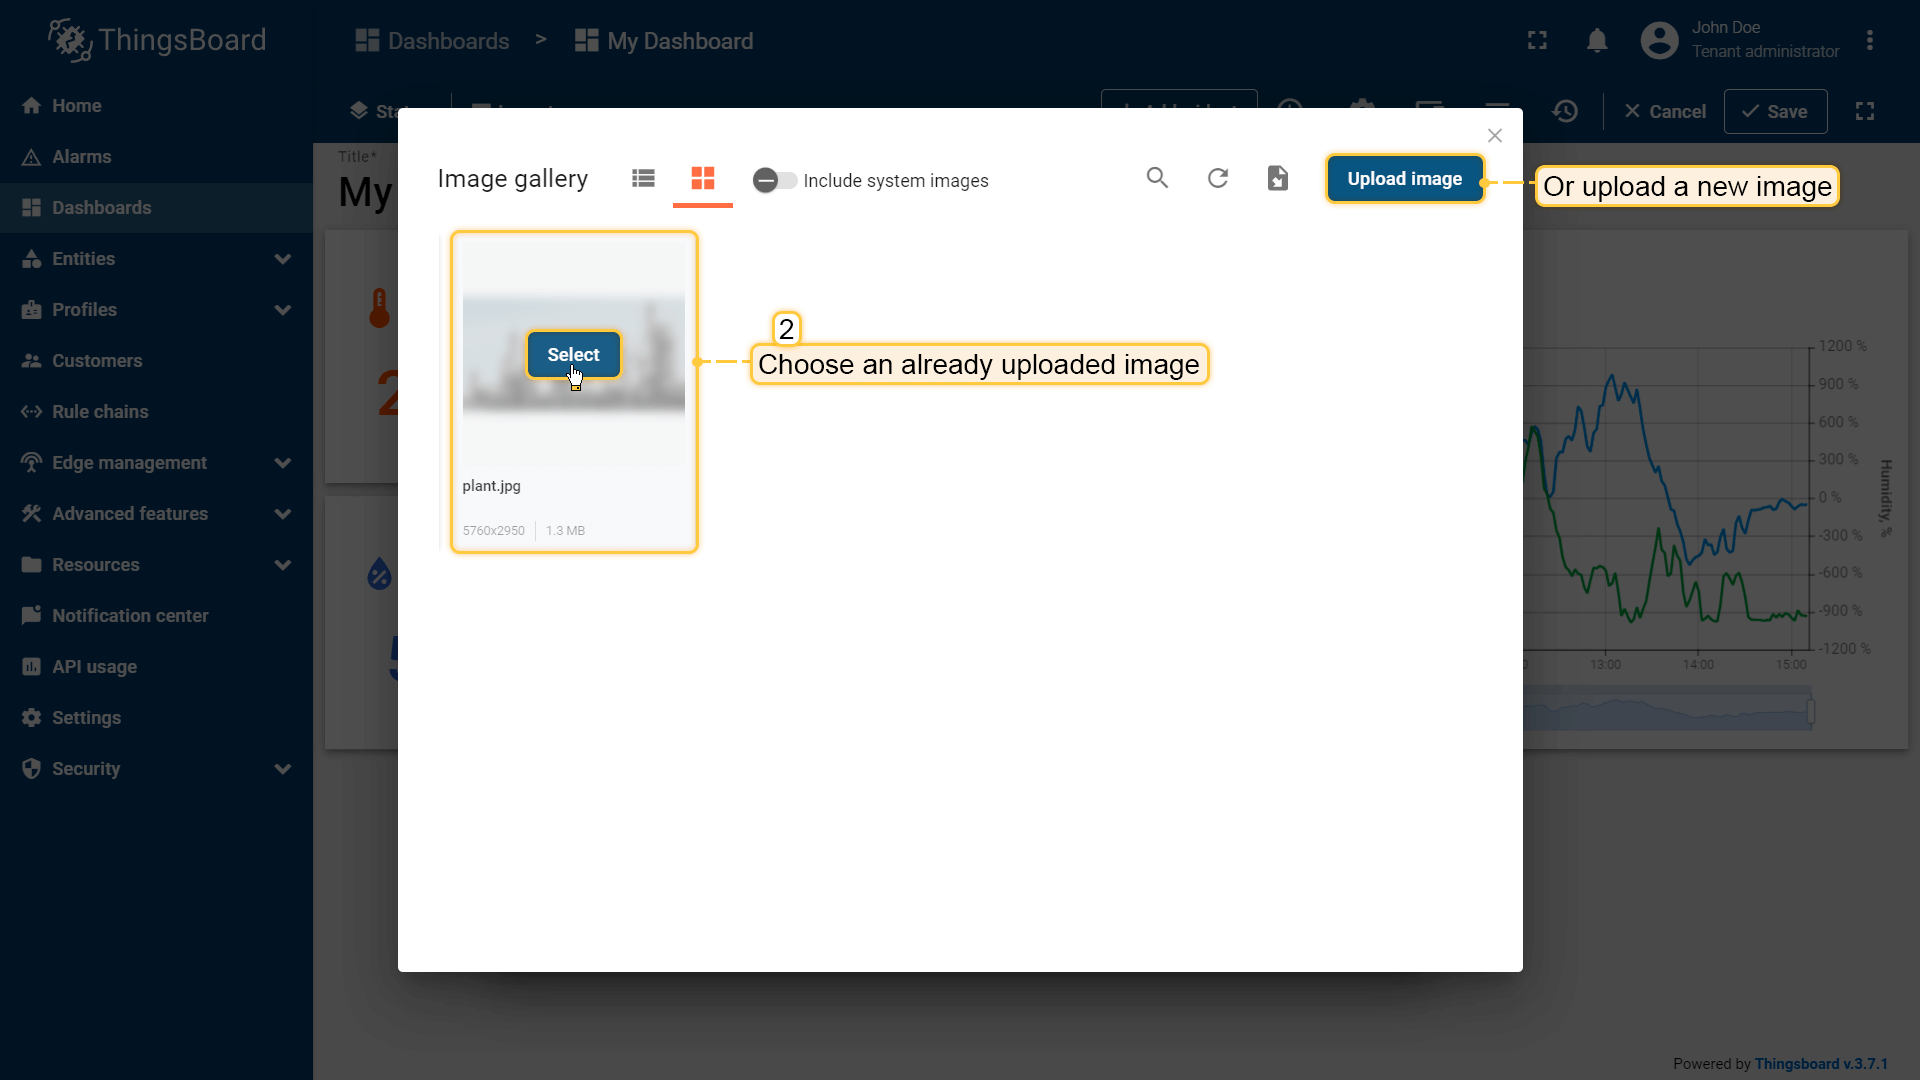 ThingsBoard
Dashboards > My Dashboard
John Doe
Tenant administrator
Home
Alarms
Dashboards
Entities
Profiles
Customers
Rule chains
Edge management
Advanced features
Resources
Notification center
API usage
Settings
Security
Cancel
Save
Title*
My
Image gallery
Include system images
Upload image
Or upload a new image
Select
2
Choose an already uploaded image
plant.jpg
5760x2950
1.3 MB
1200 %
900 %
600 %
300 %
0 %
-300 %
-600 %
-900 %
-1200 %
Humidity, %
13:00
14:00
15:00
Powered by Thingsboard v.3.7.1